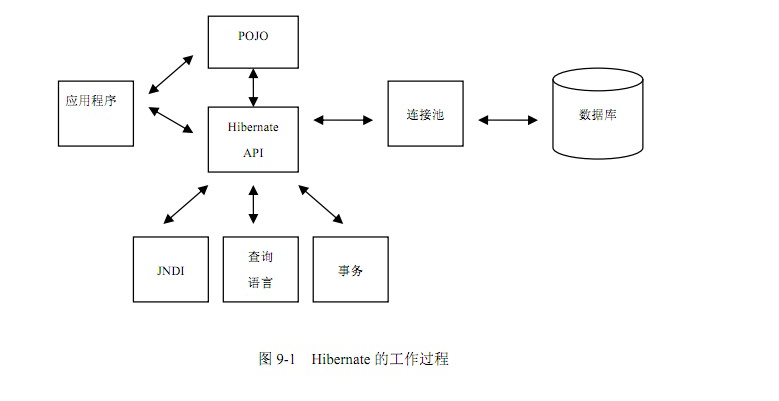 POJO
应用程序
Hibernate
API
连接池
数据库
JNDI
查询
语言
事务
图 9-1 Hibernate 的工作过程